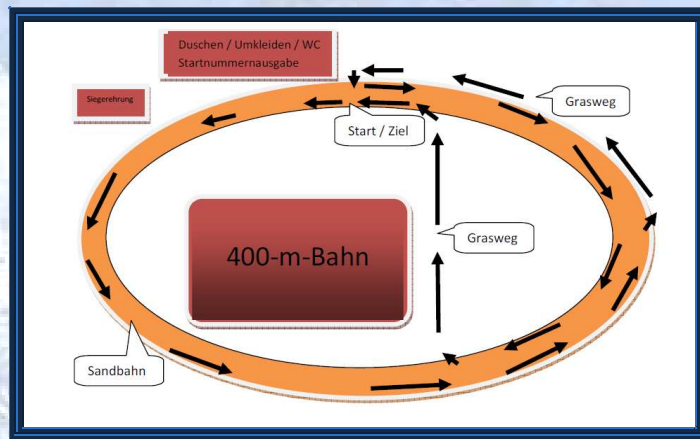 Duschen / Umkleiden / WC
Startnummernausgabe
Siegerehrung
Grasweg
Start / Ziel
Grasweg
400-m-Bahn
Sandbahn